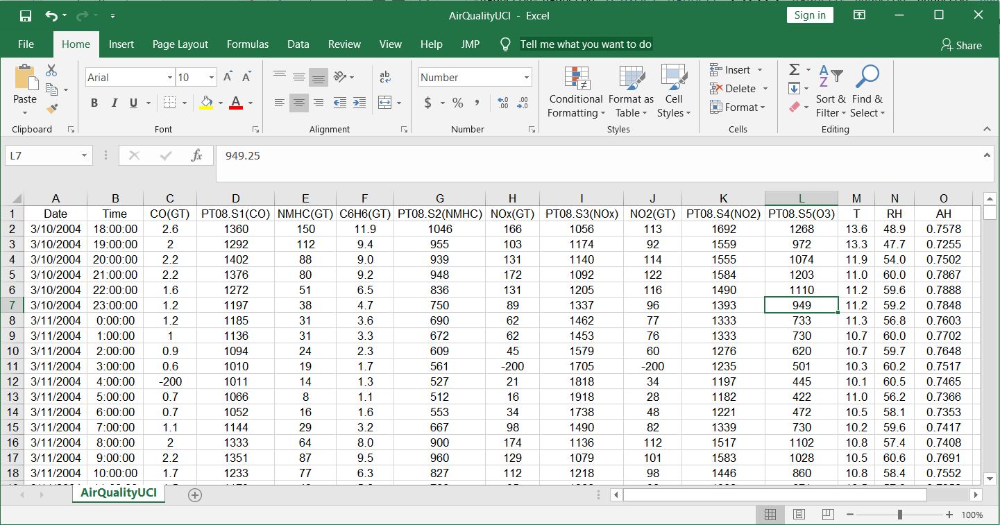 AirQualityUCI - Excel Sign in
File Home Insert Page Layout Formulas Data Review View Help JMP Tell me what you want to do Share
Paste
Clipboard
Arial 10
B I U A
Font
ab
Alignment
Number
$ % ,
Number
Conditional Formatting
Format as Table
Cell Styles
Styles
Insert
Delete
Format
Cells
Sort & Filter
Find & Select
Editing
L7 fx 949.25
A B C D E F G H I J K L M N O
1 Date Time CO(GT) PT08.S1(CO) NMHC(GT) C6H6(GT) PT08.S2(NMHC) NOx(GT) PT08.S3(NOx) NO2(GT) PT08.S4(NO2) PT08.S5(O3) T RH AH
2 3/10/2004 18:00:00 2.6 1360 150 11.9 1046 166 1056 113 1692 1268 13.6 48.9 0.7578
3 3/10/2004 19:00:00 2 1292 112 9.4 955 103 1174 92 1559 972 13.3 47.7 0.7255
4 3/10/2004 20:00:00 2.2 1402 88 9.0 939 131 1140 114 1555 1074 11.9 54.0 0.7502
5 3/10/2004 21:00:00 2.2 1376 80 9.2 948 172 1092 122 1584 1203 11.0 60.0 0.7867
6 3/10/2004 22:00:00 1.6 1272 51 6.5 836 131 1205 116 1490 1110 11.2 59.6 0.7888
7 3/10/2004 23:00:00 1.2 1197 38 4.7 750 89 1337 96 1393 949 11.2 59.2 0.7848
8 3/11/2004 0:00:00 1.2 1185 31 3.6 690 62 1462 77 1333 733 11.3 56.8 0.7603
9 3/11/2004 1:00:00 1 1136 31 3.3 672 62 1453 76 1333 730 10.7 60.0 0.7702
10 3/11/2004 2:00:00 0.9 1094 24 2.3 609 45 1579 60 1276 620 10.7 59.7 0.7648
11 3/11/2004 3:00:00 0.6 1010 19 1.7 561 -200 1705 -200 1235 501 10.3 60.2 0.7517
12 3/11/2004 4:00:00 -200 1011 14 1.3 527 21 1818 34 1197 445 10.1 60.5 0.7465
13 3/11/2004 5:00:00 0.7 1066 8 1.1 512 16 1918 28 1182 422 11.0 56.2 0.7366
14 3/11/2004 6:00:00 0.7 1052 16 1.6 553 34 1738 48 1221 472 10.5 58.1 0.7353
15 3/11/2004 7:00:00 1.1 1144 29 3.2 667 98 1490 82 1339 730 10.2 59.6 0.7417
16 3/11/2004 8:00:00 2 1333 64 8.0 900 174 1136 112 1517 1102 10.8 57.4 0.7408
17 3/11/2004 9:00:00 2.2 1351 87 9.5 960 129 1079 101 1583 1028 10.5 60.6 0.7691
18 3/11/2004 10:00:00 1.7 1233 77 6.3 827 112 1218 98 1446 860 10.8 58.4 0.7552
AirQualityUCI
100%